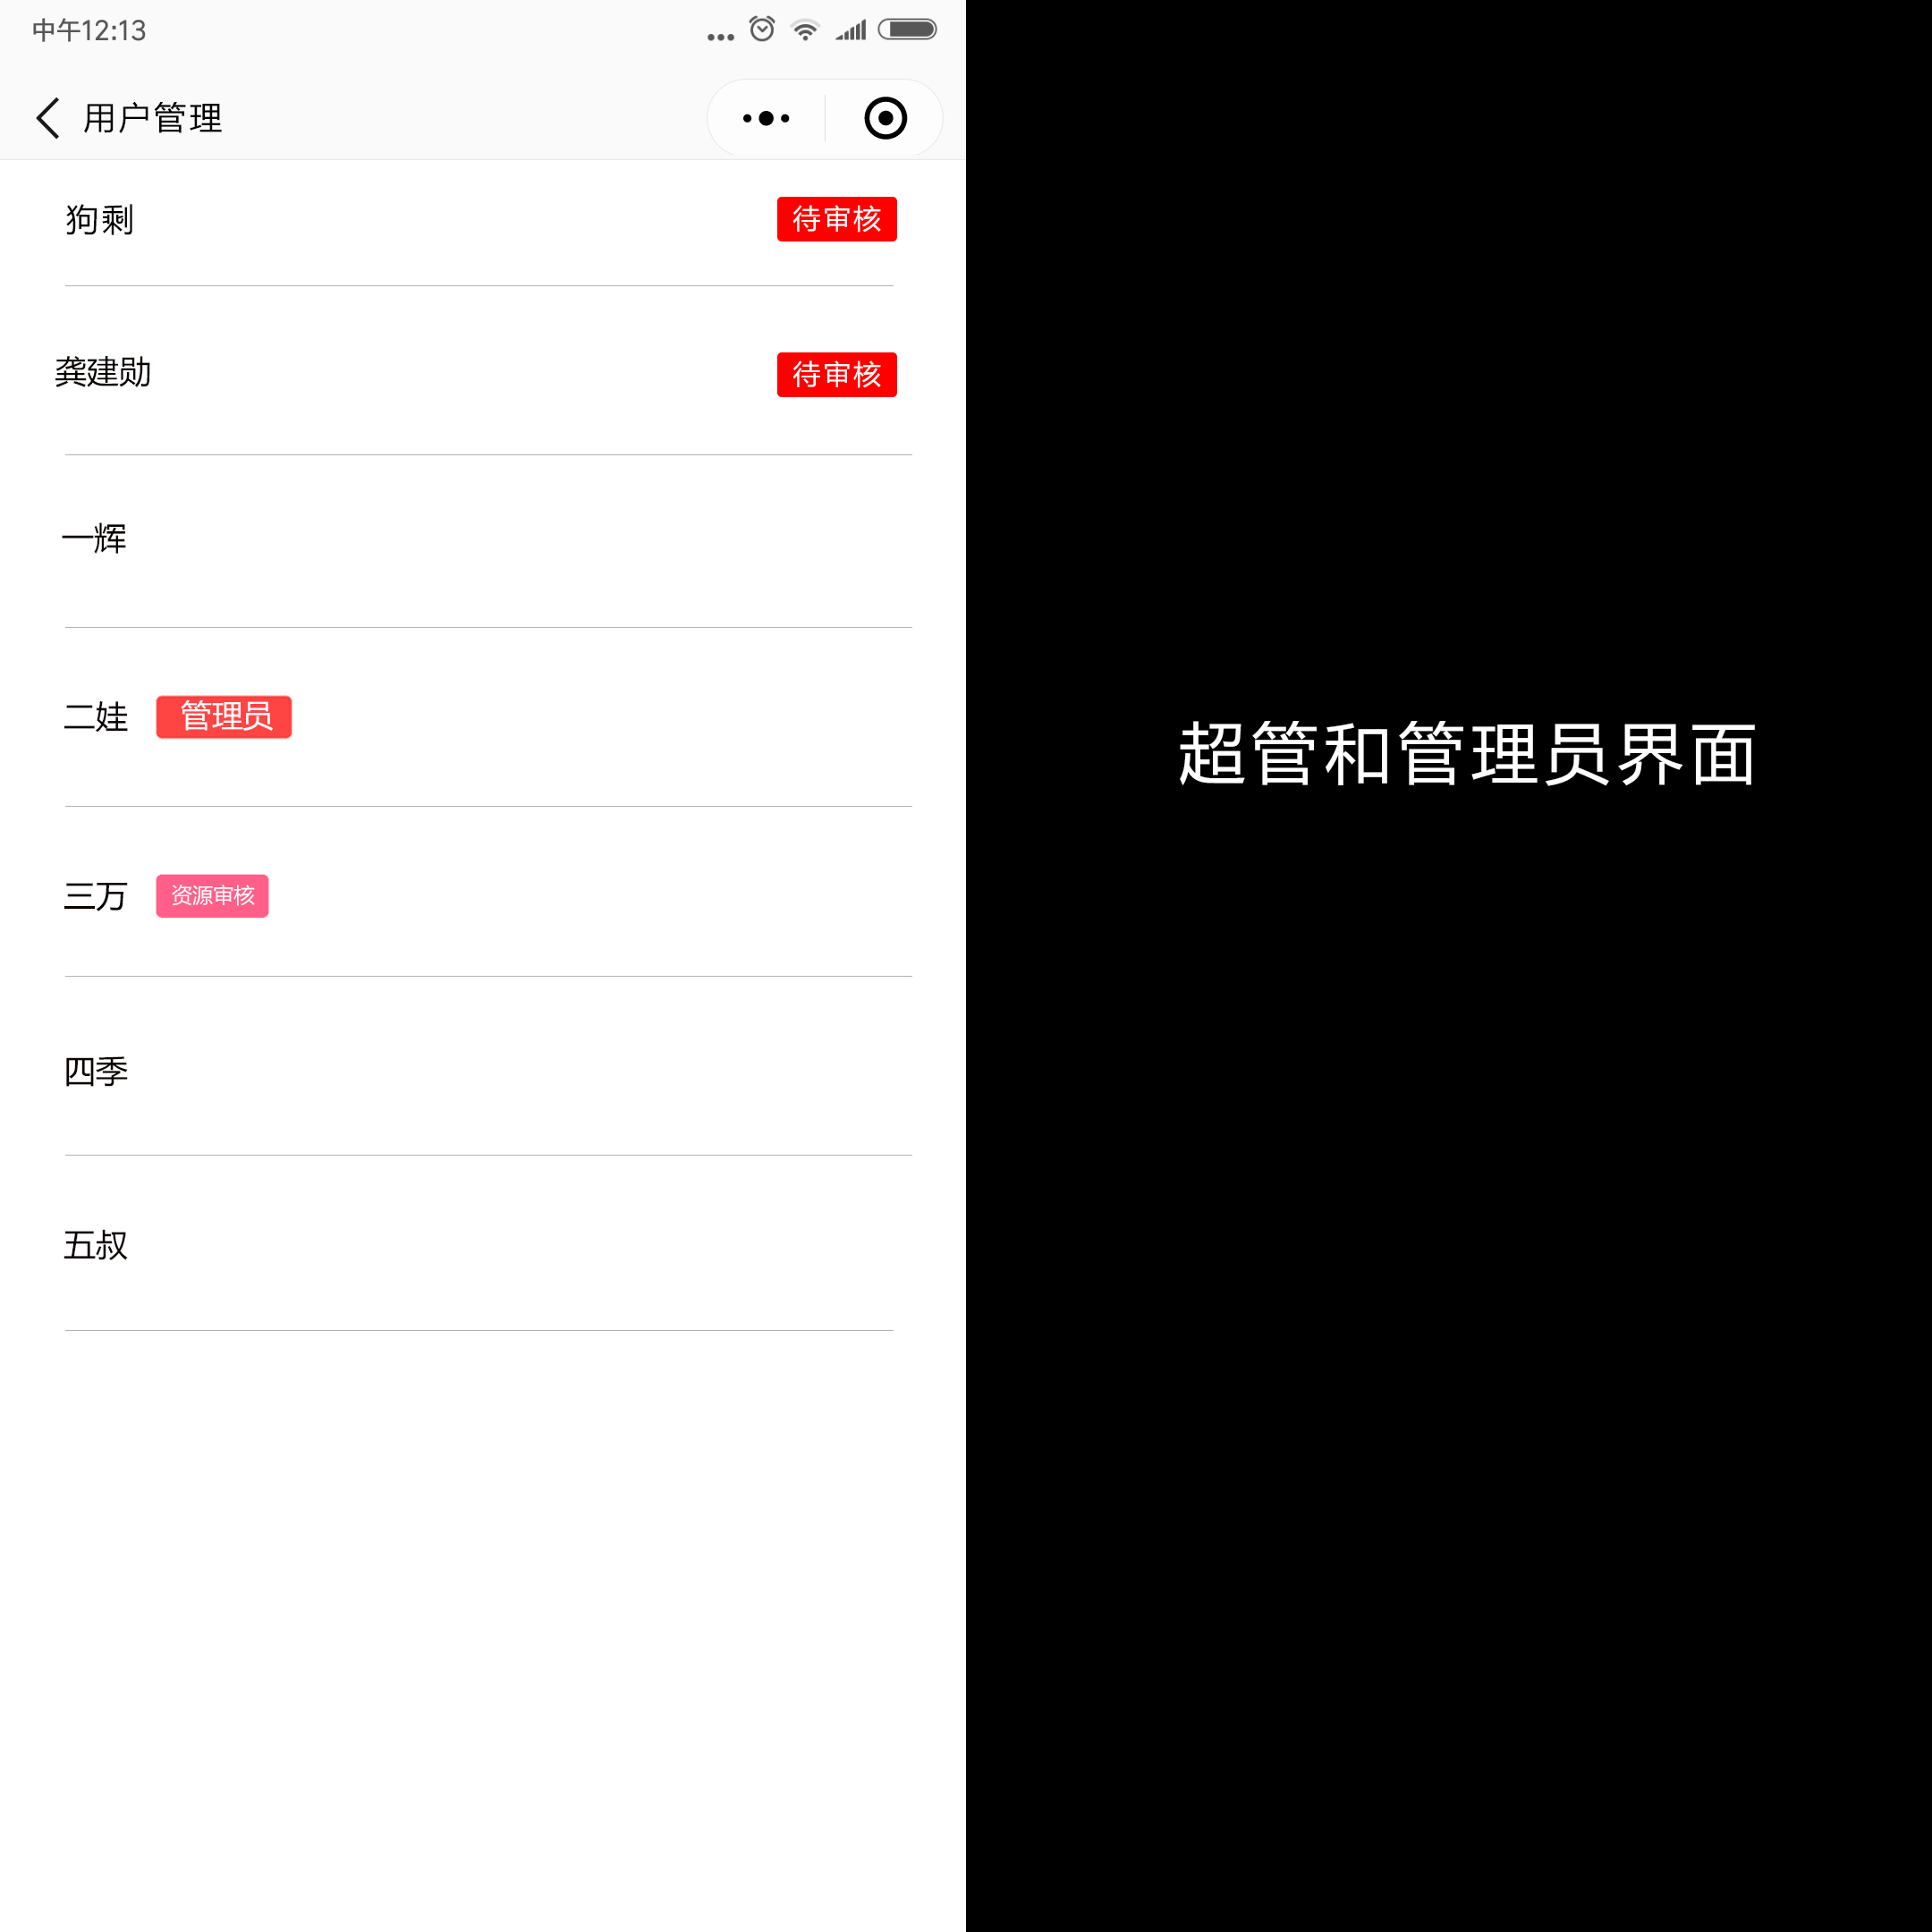 中午12:13
用户管理
狗剩
待审核
龚建勋
待审核
一辉
二娃
管理员
三万
资源审核
四季
五叔
超管和管理员界面